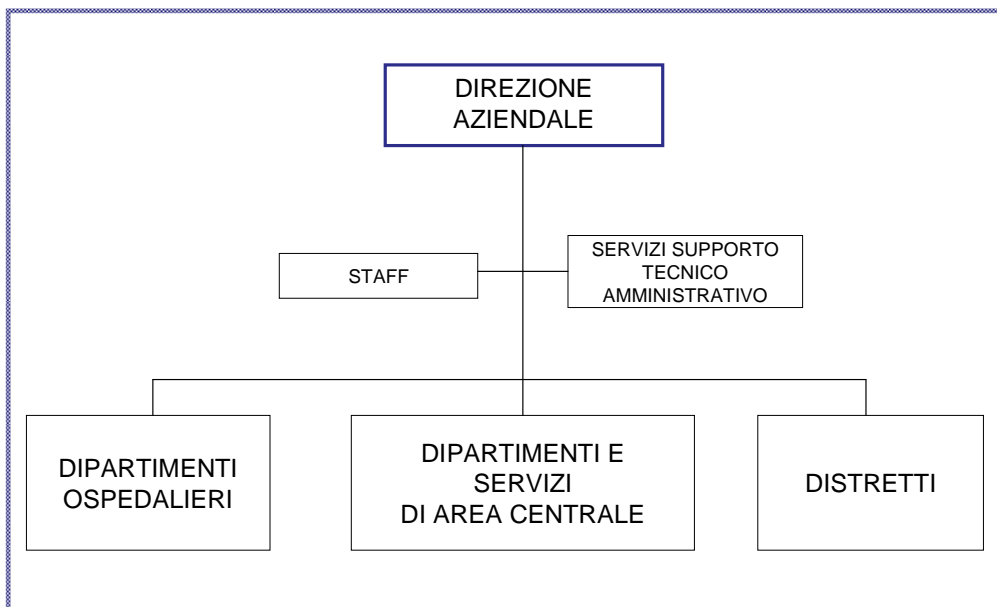 DIREZIONE
AZIENDALE
STAFF
SERVIZI SUPPORTO
TECNICO
AMMINISTRATIVO
DIPARTIMENTI
OSPEDALIERI
DIPARTIMENTI E
SERVIZI
DI AREA CENTRALE
DISTRETTI